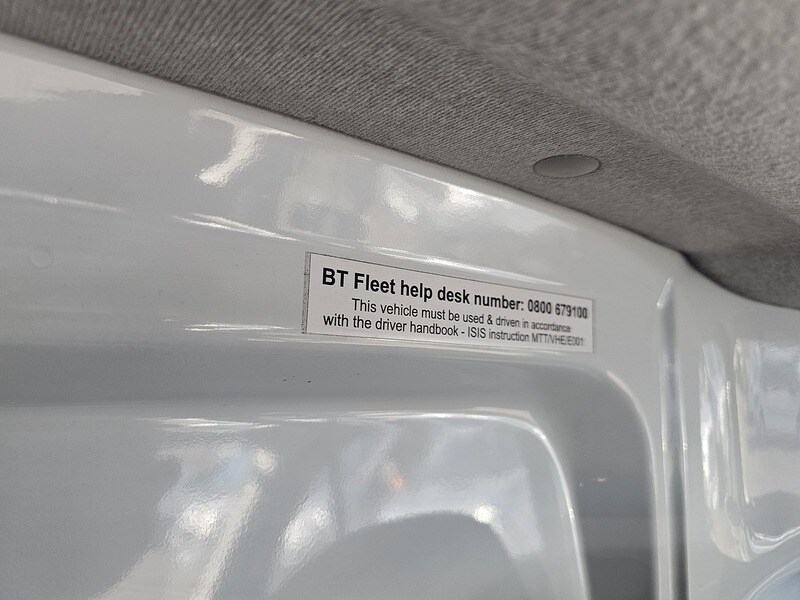 BT Fleet help desk number: 0800 679100
This vehicle must be used & driven in accordance
with the driver handbook - ISIS instruction MTT/VHE/E001